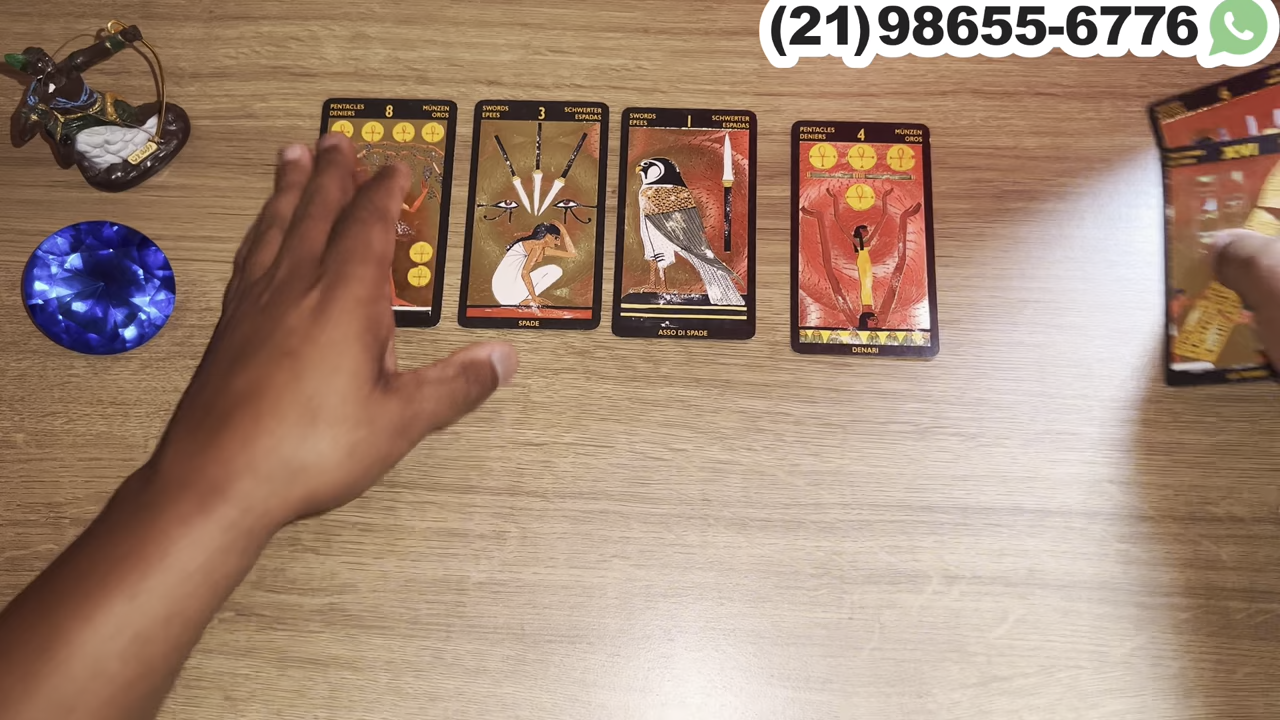 (21)98655-6776
PENTACLES 8 MÜNZEN
DENIERS OROS
SWORDS 3 SCHWERTER
EPEES ESPADAS
SPADE
SWORDS I SCHWERTER
EPEES ESPADAS
ASSO DI SPADE
PENTACLES 4 MÜNZEN
DENIERS OROS
DENARI
XVI